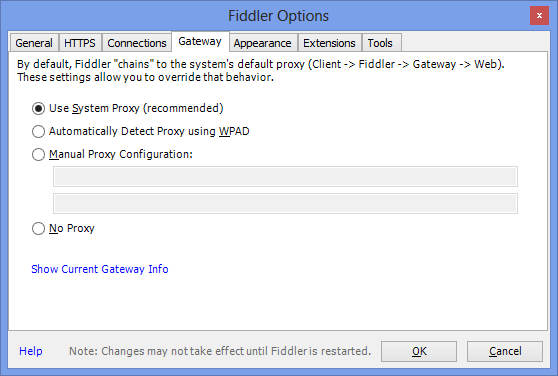 Fiddler Options
x
General HTTPS Connections Gateway Appearance Extensions Tools
By default, Fiddler "chains" to the system's default proxy (Client -> Fiddler -> Gateway -> Web).
These settings allow you to override that behavior.
Use System Proxy (recommended)
Automatically Detect Proxy using WPAD
Manual Proxy Configuration:
No Proxy
Show Current Gateway Info
Help Note: Changes may not take effect until Fiddler is restarted. OK Cancel